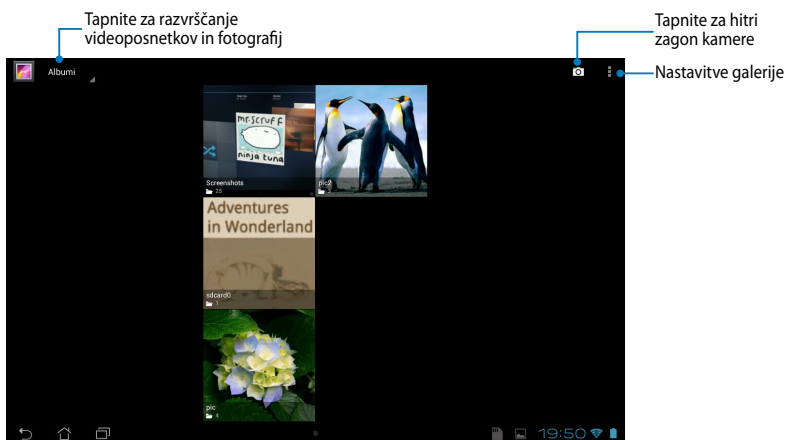 Tapnite za razvrščanje
videoposnetkov in fotografij
Tapnite za hitri
zagon kamere
Nastavitve galerije
Albumi
mr.scruff
ninja tuna
Screenshots
25
pic2
Adventures
in Wonderland
sdcard0
1
pic
4
19:50